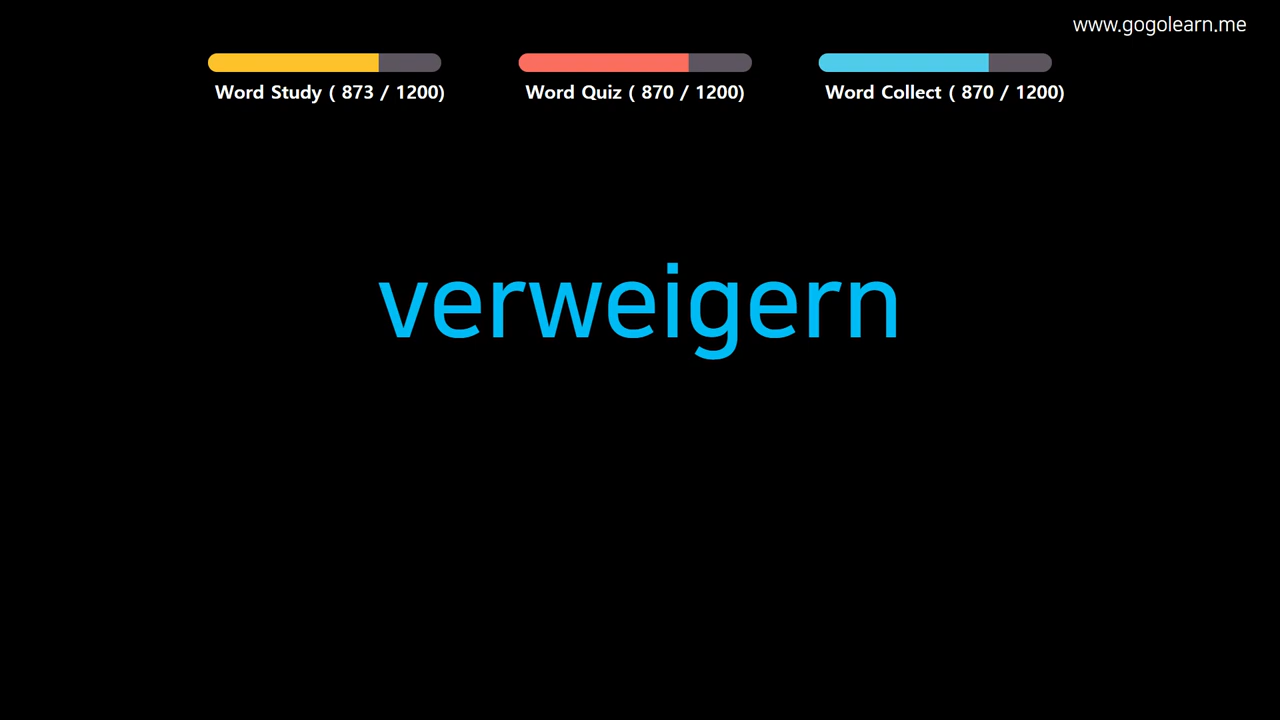 www.gogolearn.me
Word Study ( 873 / 1200)
Word Quiz ( 870 / 1200)
Word Collect ( 870 / 1200)
verweigern